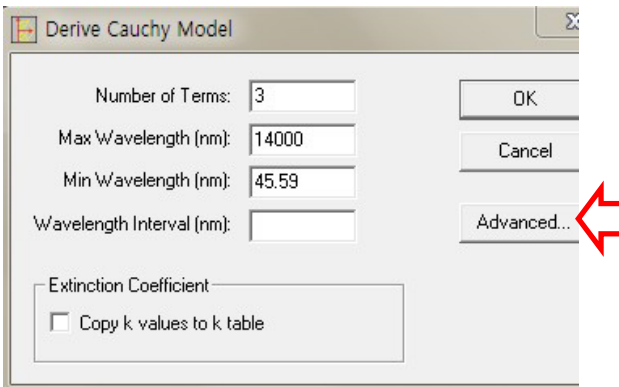 Derive Cauchy Model
Number of Terms: 3
OK
Max Wavelength (nm): 14000
Cancel
Min Wavelength (nm): 45.59
Wavelength Interval (nm):
Advanced...
Extinction Coefficient
Copy k values to k table